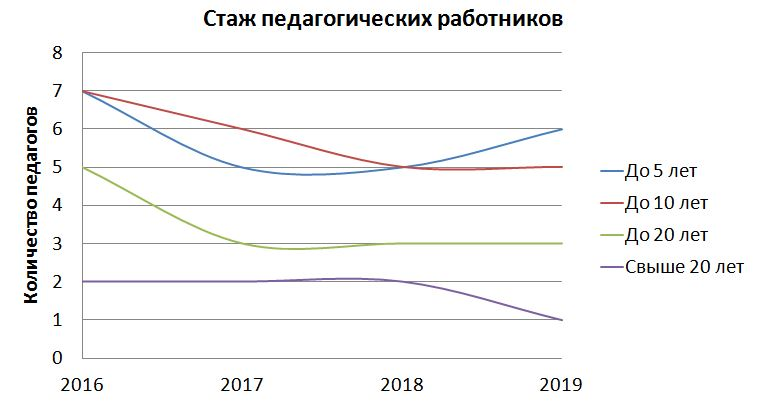 Стаж педагогических работников
Количество педагогов
8
7
6
5
4
3
2
1
0
2016 2017 2018 2019
До 5 лет
До 10 лет
До 20 лет
Свыше 20 лет